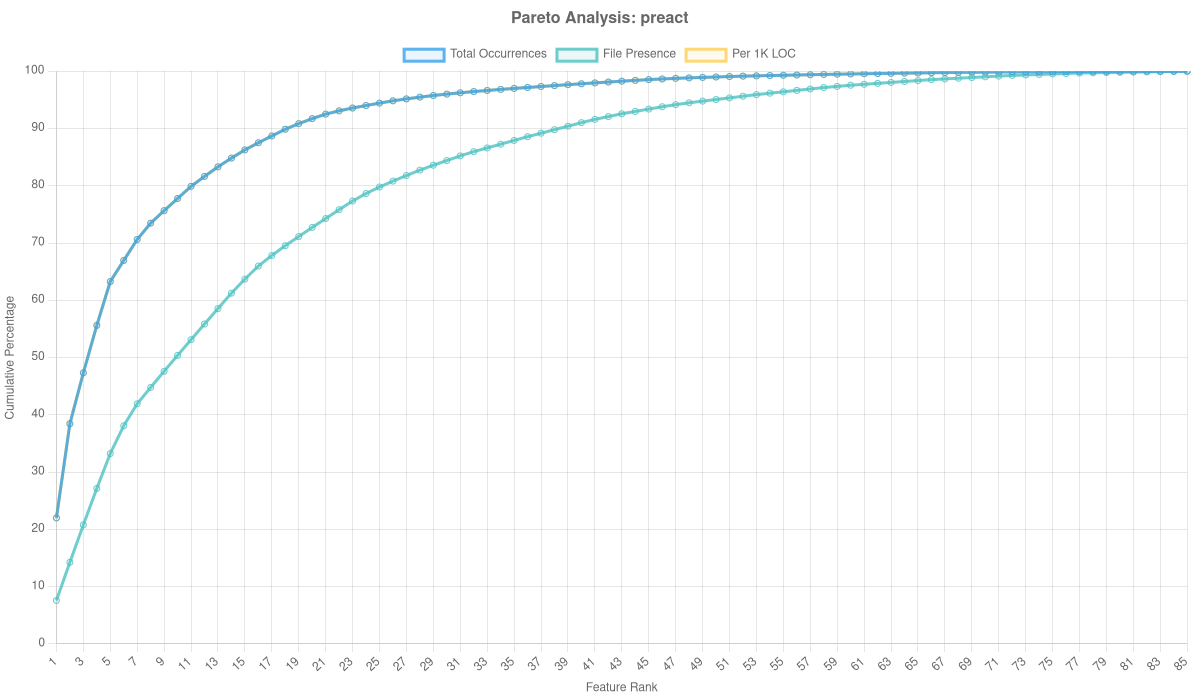 Pareto Analysis: preact
Total Occurrences File Presence Per 1K LOC
Cumulative Percentage
100
90
80
70
60
50
40
30
20
10
0
1 3 5 7 9 11 13 15 17 19 21 23 25 27 29 31 33 35 37 39 41 43 45 47 49 51 53 55 57 59 61 63 65 67 69 71 73 75 77 79 81 83 85
Feature Rank